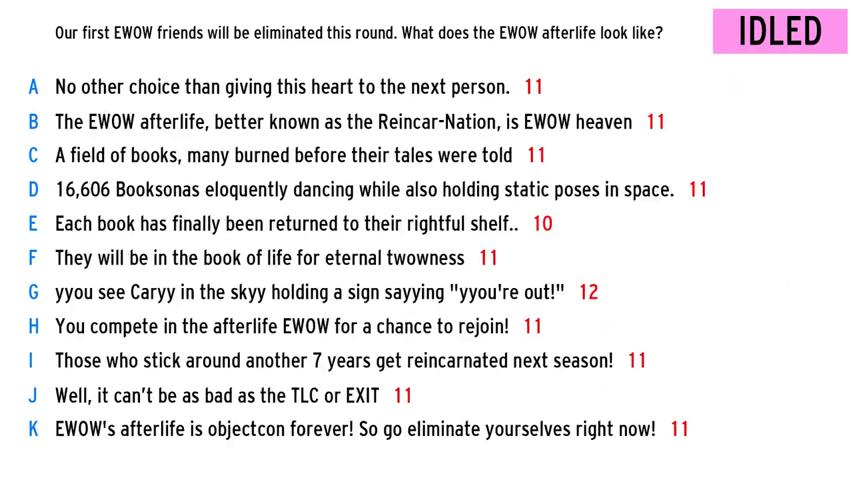 Our first EWOW friends will be eliminated this round. What does the EWOW afterlife look like?
IDLED
A No other choice than giving this heart to the next person. 11
B The EWOW afterlife, better known as the Reincar-Nation, is EWOW heaven 11
C A field of books, many burned before their tales were told 11
D 16,606 Booksonas eloquently dancing while also holding static poses in space. 11
E Each book has finally been returned to their rightful shelf.. 10
F They will be in the book of life for eternal twowness 11
G yyou see Caryy in the skyy holding a sign sayying "yyou're out!" 12
H You compete in the afterlife EWOW for a chance to rejoin! 11
I Those who stick around another 7 years get reincarnated next season! 11
J Well, it can’t be as bad as the TLC or EXIT 11
K EWOW's afterlife is objectcon forever! So go eliminate yourselves right now! 11